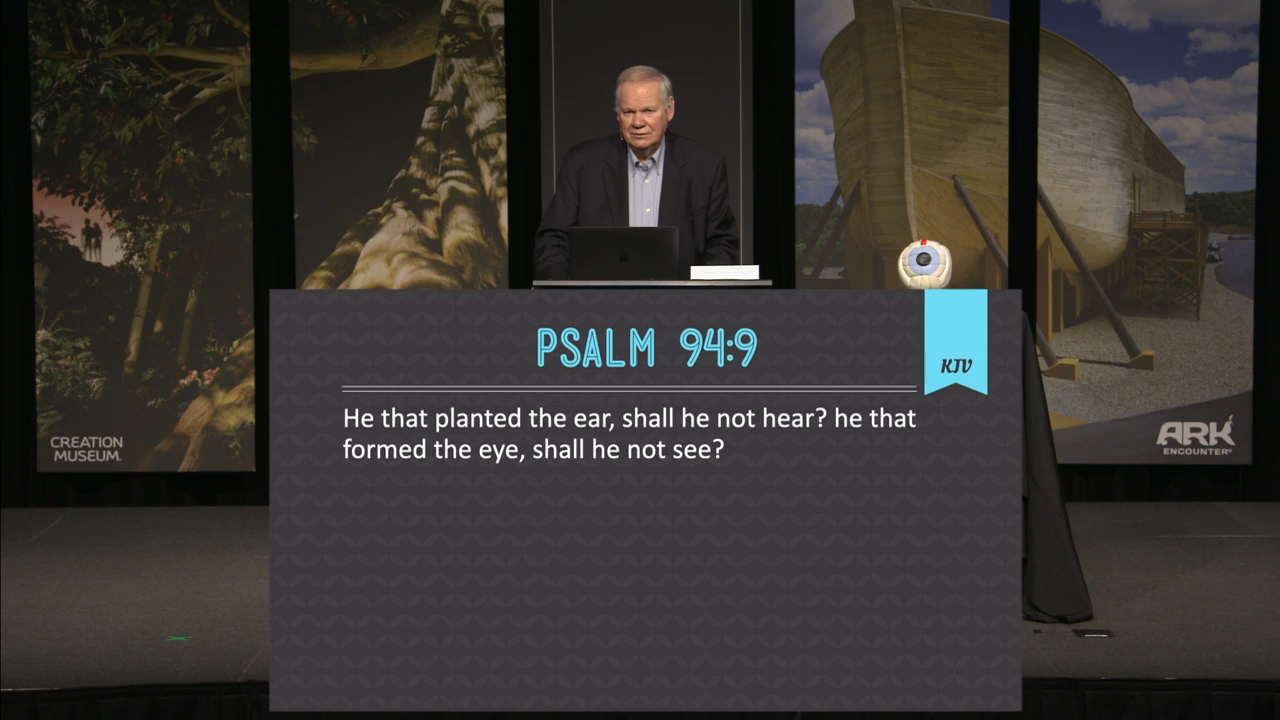 PSALM 94:9
KJV
He that planted the ear, shall he not hear? he that
formed the eye, shall he not see?
CREATION
MUSEUM.
ARK
ENCOUNTER